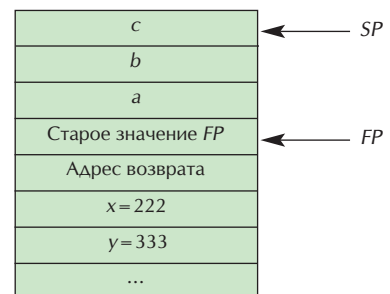 c SP
b
a
Старое значение FP FP
Адрес возврата
x = 222
y = 333
...